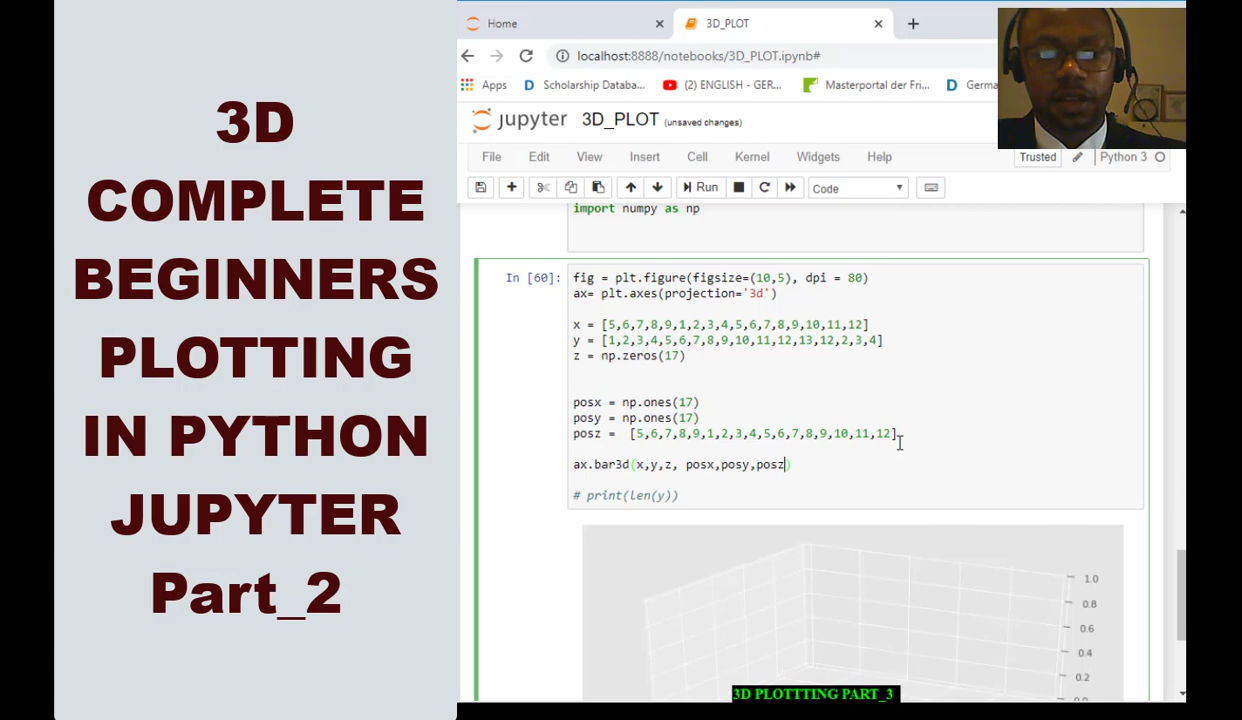 3D
COMPLETE
BEGINNERS
PLOTTING
IN PYTHON
JUPYTER
Part_2
Home
3D_PLOT
localhost:8888/notebooks/3D_PLOT.ipynb#
Apps
Scholarship Databa...
(2) ENGLISH - GER...
Masterportal der Fri...
Germa
jupyter 3D_PLOT (unsaved changes)
File Edit View Insert Cell Kernel Widgets Help
Trusted Python 3
Run Code
import numpy as np
In [60]:
fig = plt.figure(figsize=(10,5), dpi = 80)
ax= plt.axes(projection='3d')
x = [5,6,7,8,9,1,2,3,4,5,6,7,8,9,10,11,12]
y = [1,2,3,4,5,6,7,8,9,10,11,12,13,12,2,3,4]
z = np.zeros(17)
posx = np.ones(17)
posy = np.ones(17)
posz =  [5,6,7,8,9,1,2,3,4,5,6,7,8,9,10,11,12]
ax.bar3d(x,y,z, posx,posy,posz)
# print(len(y))
1.0
0.8
0.6
0.4
0.2
0.0
3D PLOTTTING PART_3